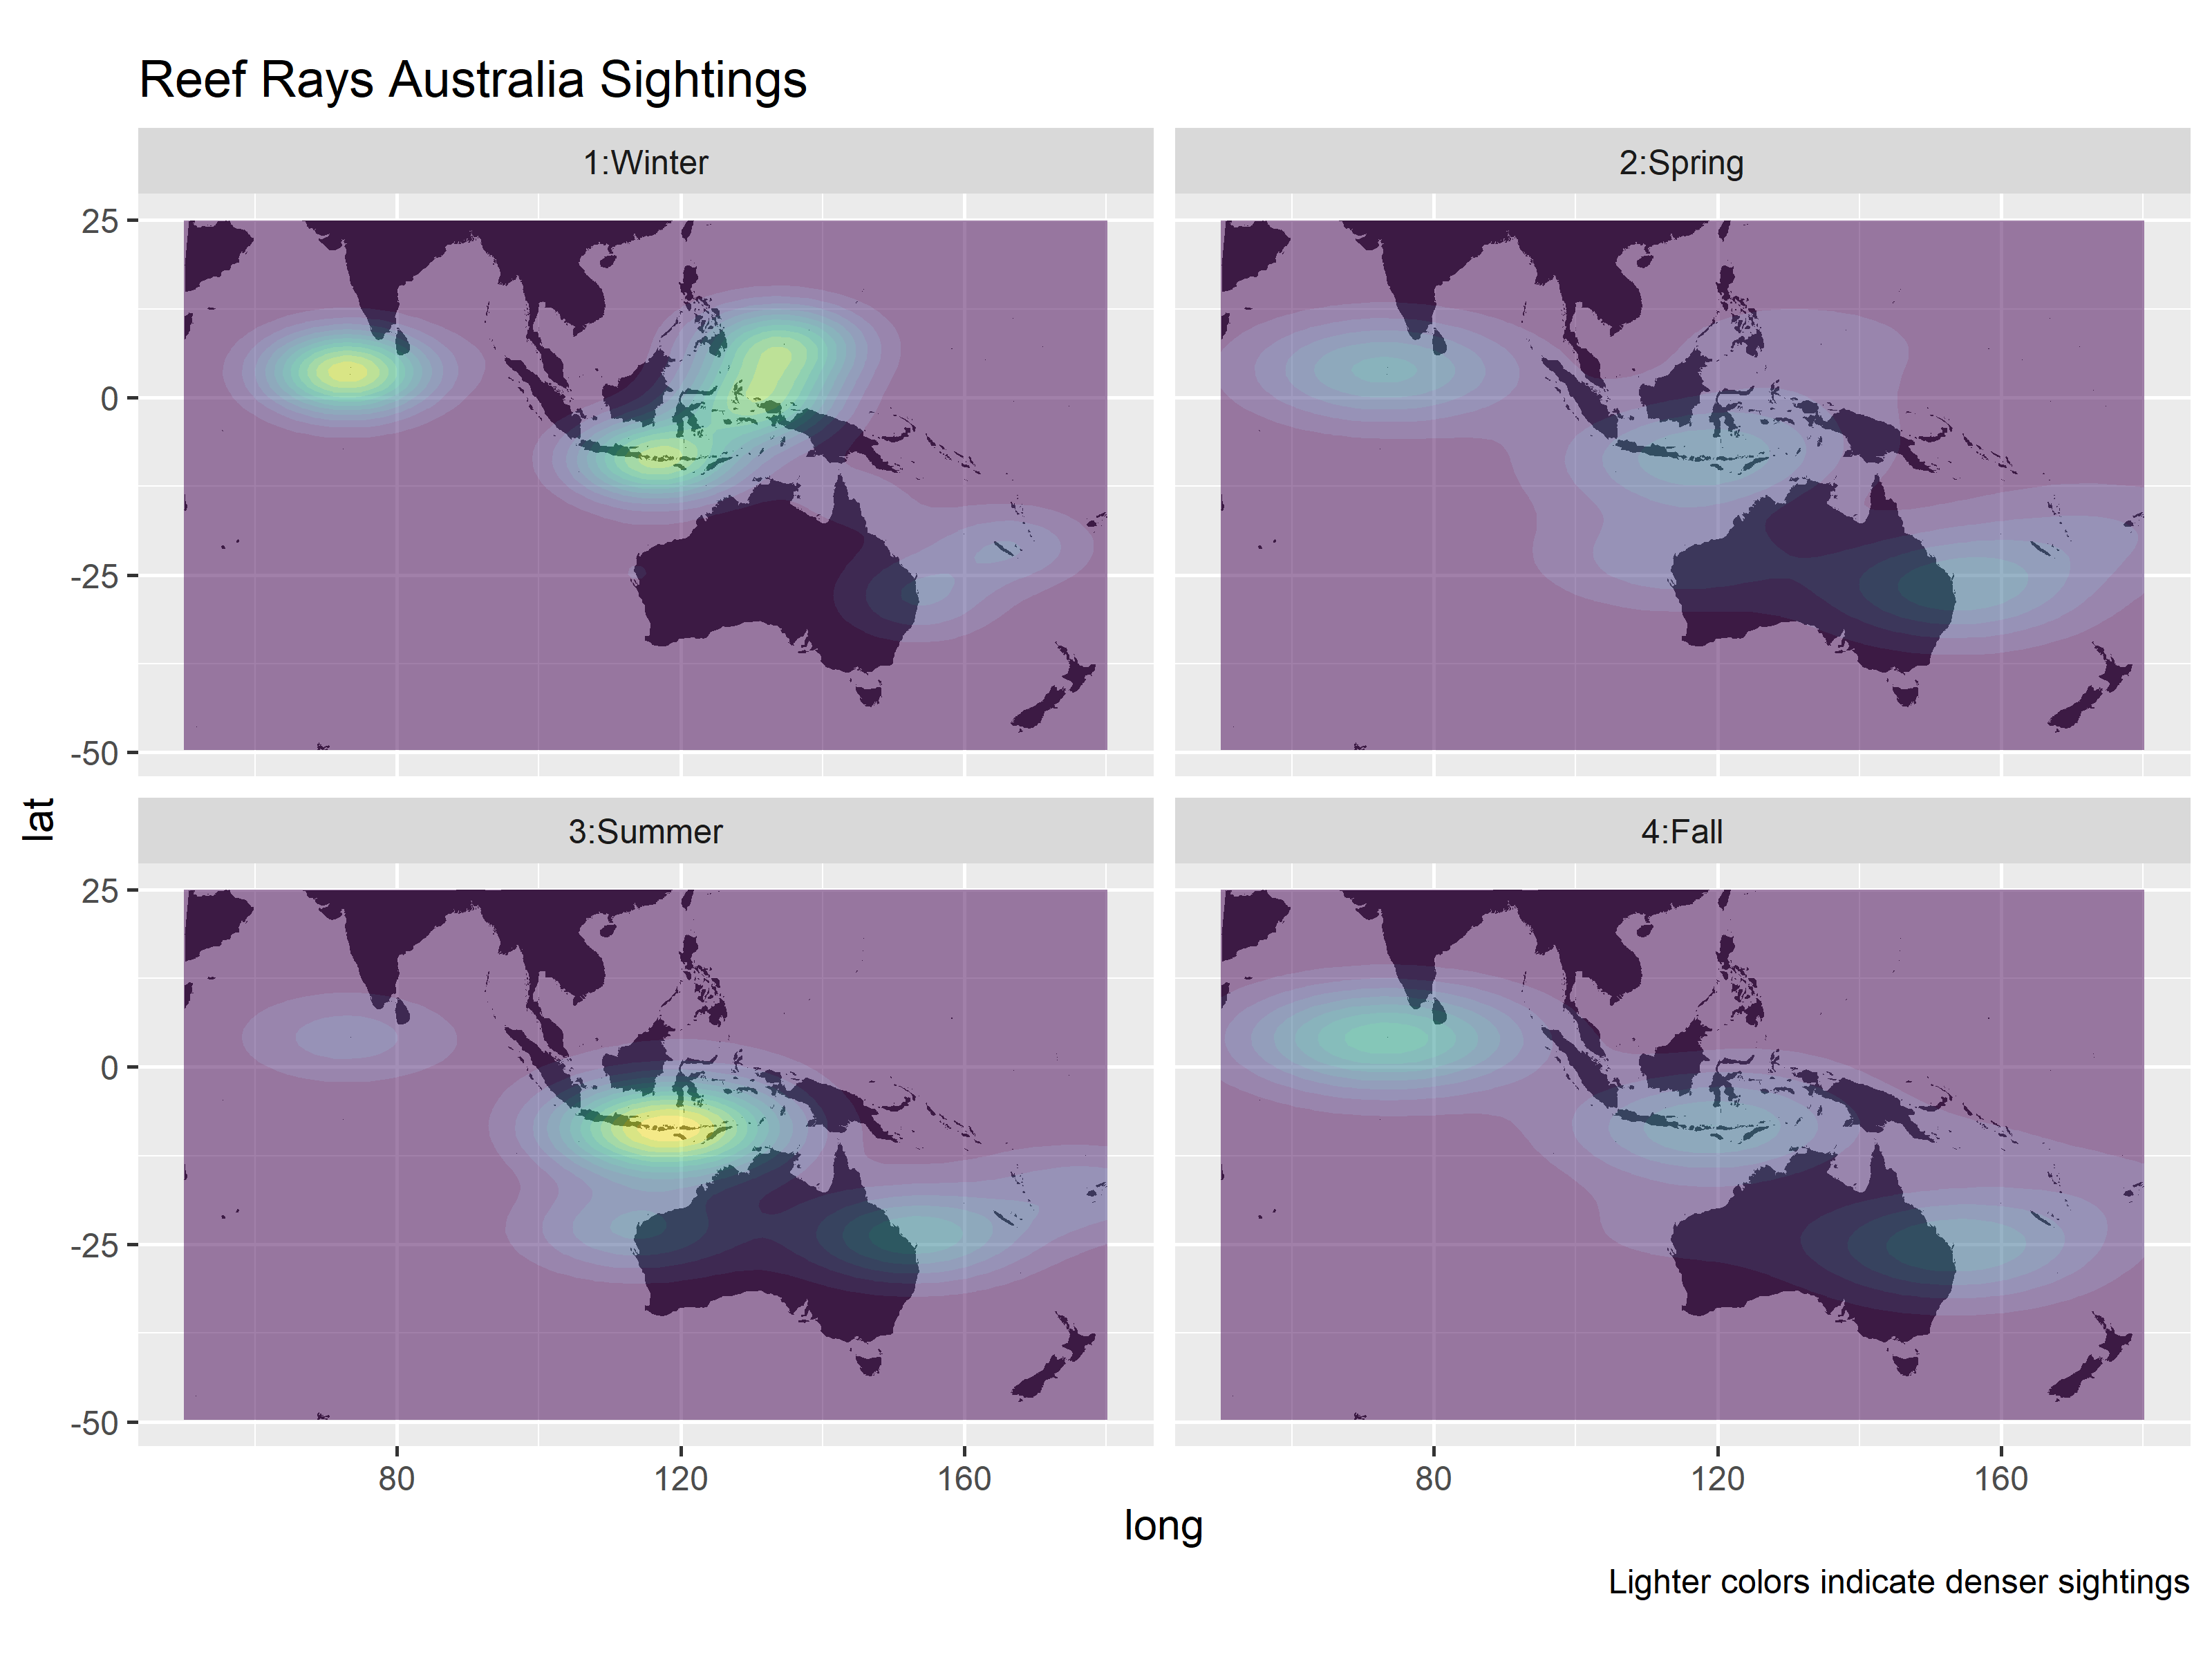 Reef Rays Australia Sightings
1:Winter
2:Spring
25
0
-25
-50
lat
3:Summer
4:Fall
25
0
-25
-50
80
120
160
80
120
160
long
Lighter colors indicate denser sightings